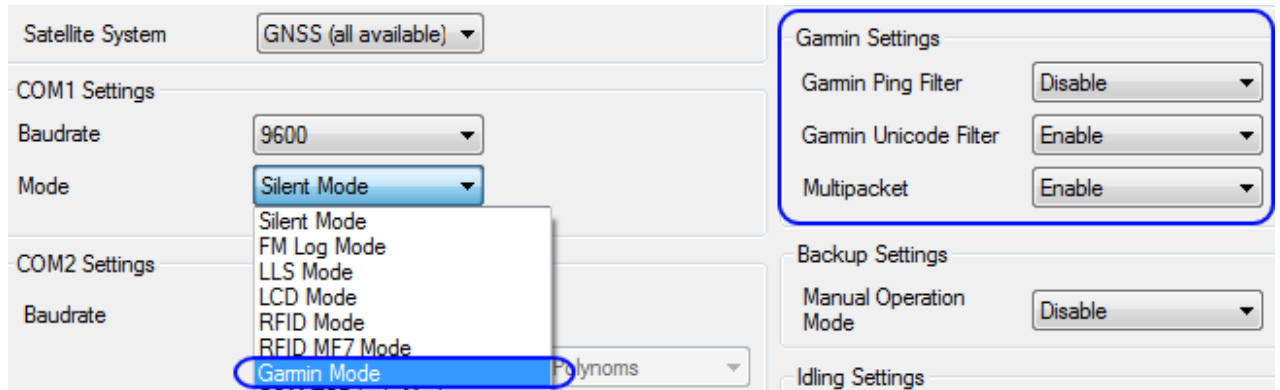 Satellite System
GNSS (all available)
COM1 Settings
Baudrate
9600
Mode
Silent Mode
Silent Mode
FM Log Mode
LLS Mode
LCD Mode
RFID Mode
RFID MF7 Mode
Garmin Mode
COM2 Settings
Baudrate
Polynoms
Garmin Settings
Garmin Ping Filter
Disable
Garmin Unicode Filter
Enable
Multipacket
Enable
Backup Settings
Manual Operation
Mode
Disable
Idling Settings